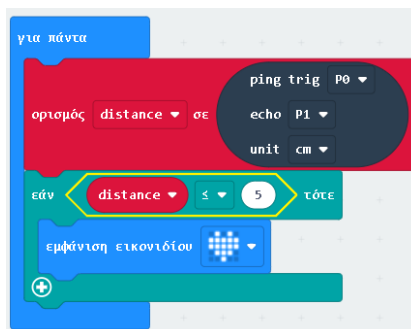 για πάντα
ορισμός distance σε ping trig P0
echo P1
unit cm
εάν distance ≤ 5 τότε
εμφάνιση εικονιδίου